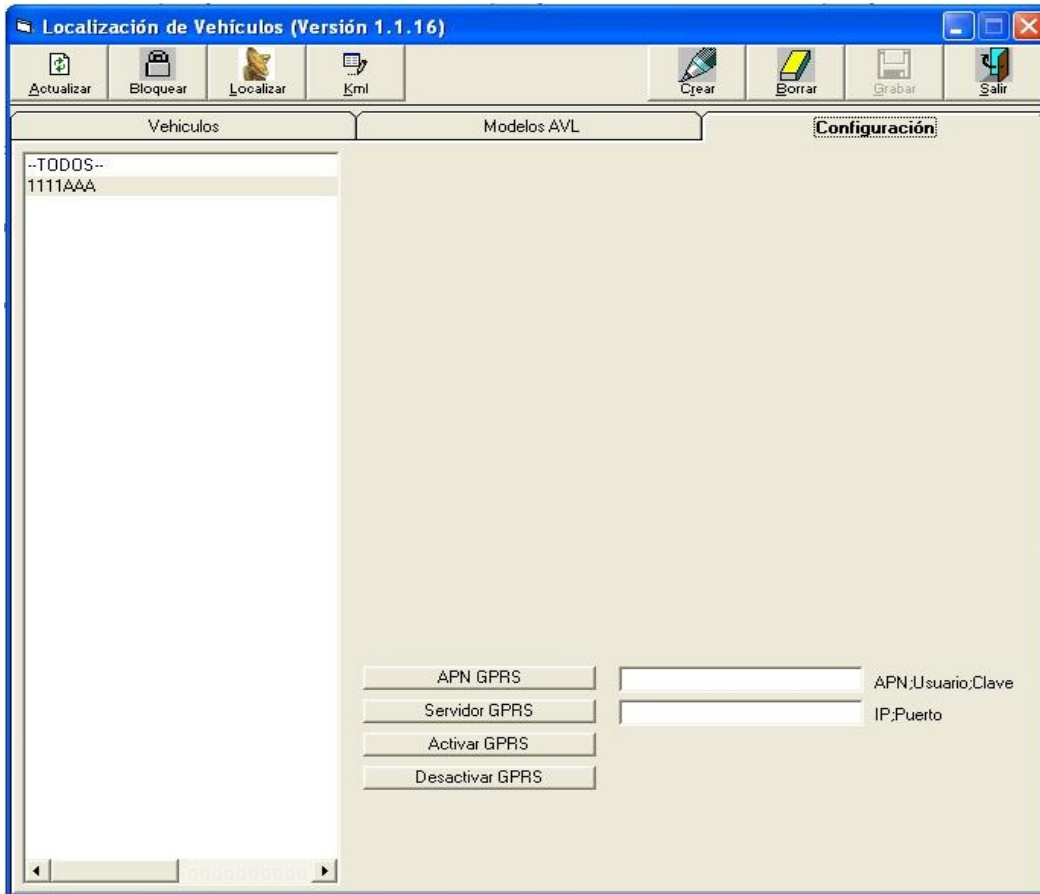 Localización de Vehículos (Versión 1.1.16)
Actualizar Bloquear Localizar Kml Crear Borrar Grabar Salir
Vehiculos Modelos AVL Configuración
--TODOS--
1111AAA
APN GPRS APN;Usuario;Clave
Servidor GPRS IP;Puerto
Activar GPRS
Desactivar GPRS